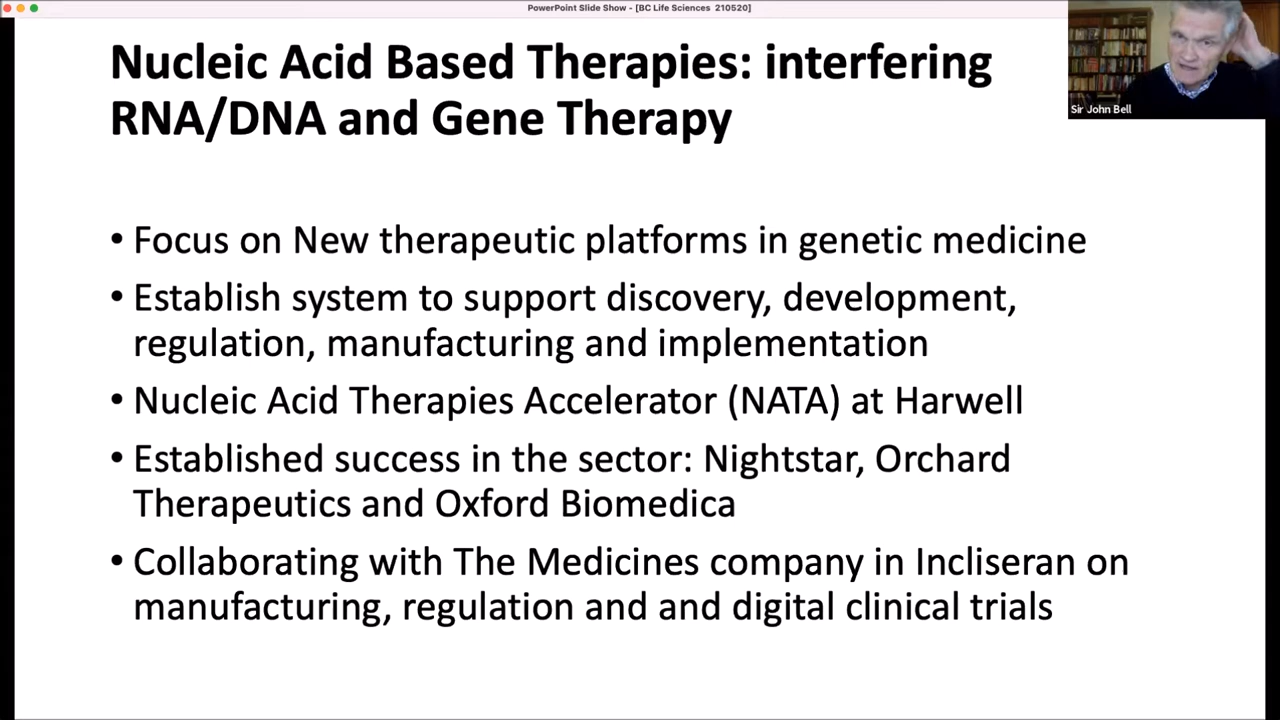 PowerPoint Slide Show - [BC Life Sciences 210520]
Nucleic Acid Based Therapies: interfering
RNA/DNA and Gene Therapy
Sir John Bell
• Focus on New therapeutic platforms in genetic medicine
• Establish system to support discovery, development,
regulation, manufacturing and implementation
• Nucleic Acid Therapies Accelerator (NATA) at Harwell
• Established success in the sector: Nightstar, Orchard
Therapeutics and Oxford Biomedica
• Collaborating with The Medicines company in Incliseran on
manufacturing, regulation and and digital clinical trials